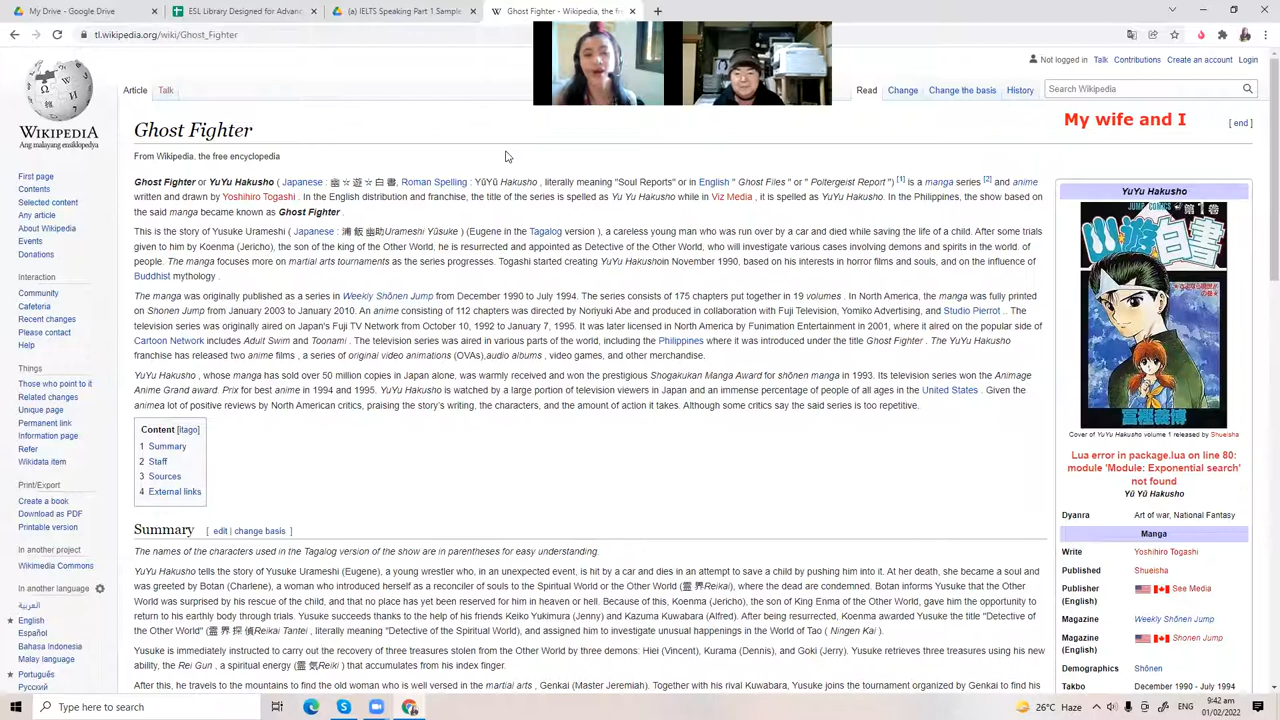 My Drive - Google Drive
ESL Library Designed for Advanc
(a) IELTS Speaking Part 1 Sample
Ghost Fighter - Wikipedia
tl.wikipedia.org/wiki/Ghost_Fighter
Not logged in Talk Contributions Create an account Login
Article Talk
Read Change Change the basis History
Search Wikipedia
WIKIPEDIA
Ang malayang ensiklopedya
Ghost Fighter
My wife and I
[ end ]
From Wikipedia, the free encyclopedia
Ghost Fighter or YuYu Hakusho ( Japanese : 幽 ☆ 遊 ☆ 白 書, Roman Spelling : YūYū Hakusho , literally meaning "Soul Reports" or in English " Ghost Files " or " Poltergeist Report ") [1] is a manga series [2] and anime
written and drawn by Yoshihiro Togashi . In the English distribution and franchise, the title of the series is spelled as Yu Yu Hakusho while in Viz Media , it is spelled as YuYu Hakusho. In the Philippines, the show based on
the said manga became known as Ghost Fighter .
This is the story of Yusuke Urameshi ( Japanese : 浦 飯 幽助Urameshi Yūsuke ) (Eugene in the Tagalog version ), a careless young man who was run over by a car and died while saving the life of a child. After some trials
given to him by Koenma (Jericho), the son of the king of the Other World, he is resurrected and appointed as Detective of the Other World, who will investigate various cases involving demons and spirits in the world. of
people. The manga focuses more on martial arts tournaments as the series progresses. Togashi started creating YuYu Hakushoin November 1990, based on his interests in horror films and souls, and on the influence of
Buddhist mythology .
The manga was originally published as a series in Weekly Shōnen Jump from December 1990 to July 1994. The series consists of 175 chapters put together in 19 volumes . In North America, the manga was fully printed
on Shonen Jump from January 2003 to January 2010. An anime consisting of 112 chapters was directed by Noriyuki Abe and produced in collaboration with Fuji Television, Yomiko Advertising, and Studio Pierrot .. The
television series was originally aired on Japan's Fuji TV Network from October 10, 1992 to January 7, 1995. It was later licensed in North America by Funimation Entertainment in 2001, where it aired on the popular side of
Cartoon Network includes Adult Swim and Toonami . The television series was aired in various parts of the world, including the Philippines where it was introduced under the title Ghost Fighter . The YuYu Hakusho
franchise has released two anime films , a series of original video animations (OVAs),audio albums , video games, and other merchandise.
YuYu Hakusho , whose manga has sold over 50 million copies in Japan alone, was warmly received and won the prestigious Shogakukan Manga Award for shōnen manga in 1993. Its television series won the Animage
Anime Grand award. Prix for best anime in 1994 and 1995. YuYu Hakusho is watched by a large portion of television viewers in Japan and an immense percentage of people of all ages in the United States . Given the
animea lot of positive reviews by North American critics, praising the story's writing, the characters, and the amount of action it takes. Although some critics say the said series is too repetitive.
Content [itago]
1 Summary
2 Staff
3 Sources
4 External links
Summary [ edit | change basis ]
The names of the characters used in the Tagalog version of the show are in parentheses for easy understanding.
YuYu Hakusho tells the story of Yusuke Urameshi (Eugene), a young wrestler who, in an unexpected event, is hit by a car and dies in an attempt to save a child by pushing him into it. At her death, she became a soul and
was greeted by Botan (Charlene), a woman who introduced herself as a reconciler of souls to the Spiritual World or the Other World (霊 界Reikai), where the dead are condemned. Botan informs Yusuke that the Other
World was surprised by his rescue of the child, and that no place has yet been reserved for him in heaven or hell. Because of this, Koenma (Jericho), the son of King Enma of the Other World, gave him the opportunity to
return to his earthly body through trials. Yusuke succeeds thanks to the help of his friends Keiko Yukimura (Jenny) and Kazuma Kuwabara (Alfred). After being resurrected, Koenma awarded Yusuke the title "Detective of
the Other World" (霊 界 探 偵Reikai Tantei , literally meaning "Detective of the Spiritual World), and assigned him to investigate unusual happenings in the World of Tao ( Ningen Kai ).
Yusuke is immediately instructed to carry out the recovery of three treasures stolen from the Other World by three demons: Hiei (Vincent), Kurama (Dennis), and Goki (Jerry). Yusuke retrieves three treasures using his new
ability, the Rei Gun , a spiritual energy (霊 気Reiki ) that accumulates from his index finger.
After this, he travels to the mountains to find the old woman who is well versed in the martial arts , Genkai (Master Jeremiah). Together with his rival Kuwabara, Yusuke joins the tournament organized by Genkai to find his
First page
Contents
Selected content
Any article
About Wikipedia
Events
Donations
Interaction
Community
Cafeteria
Recent changes
Please contact
Help
Things
Those who point to it
Related changes
Unique page
Permanent link
Information page
Refer
Wikidata item
Print/Export
Create a book
Download as PDF
Printable version
In another project
Wikimedia Commons
In another language
العربية
English
Español
Bahasa Indonesia
Malay language
Português
Русский
YuYu Hakusho
JUMP COMICS
幽遊白書
冨樫義博
Cover of YuYu Hakusho volume 1 released by Shueisha
Lua error in package.lua on line 80:
module 'Module: Exponential search'
not found
Yū Yū Hakusho
Dyanra Art of war, National Fantasy
Manga
Write Yoshihiro Togashi
Publisher Shueisha
Publisher (English) See Media
Magazine Weekly Shōnen Jump
Magazine (English) Shonen Jump
Demographics Shōnen
Takbo December 1990 - July 1994
Type here to search
26°C Haze
ENG
9:42 am
01/02/2022